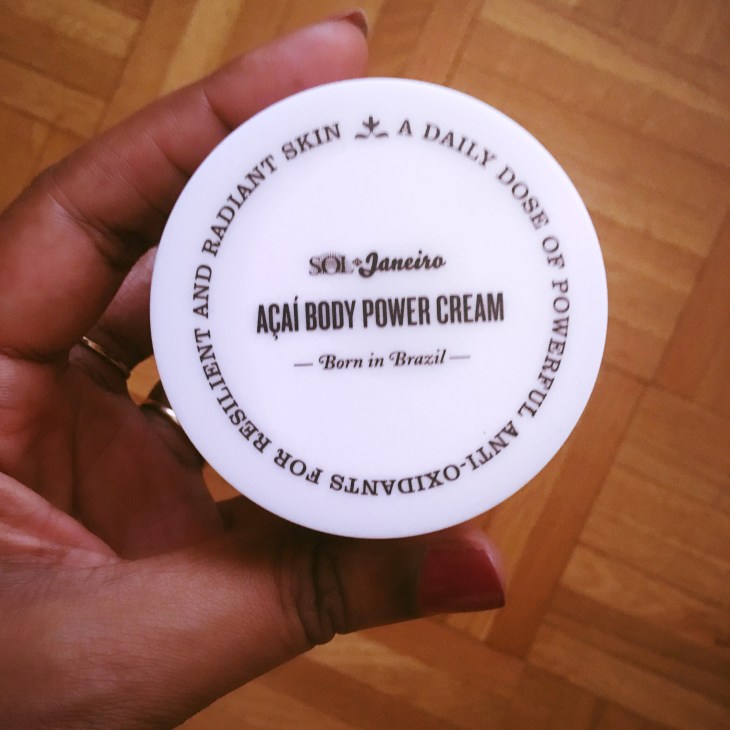 A DAILY DOSE OF POWERFUL ANTI-OXIDANTS FOR RESILIENT AND RADIANT SKIN
SOL de Janeiro
AÇAÍ BODY POWER CREAM
— Born in Brazil —